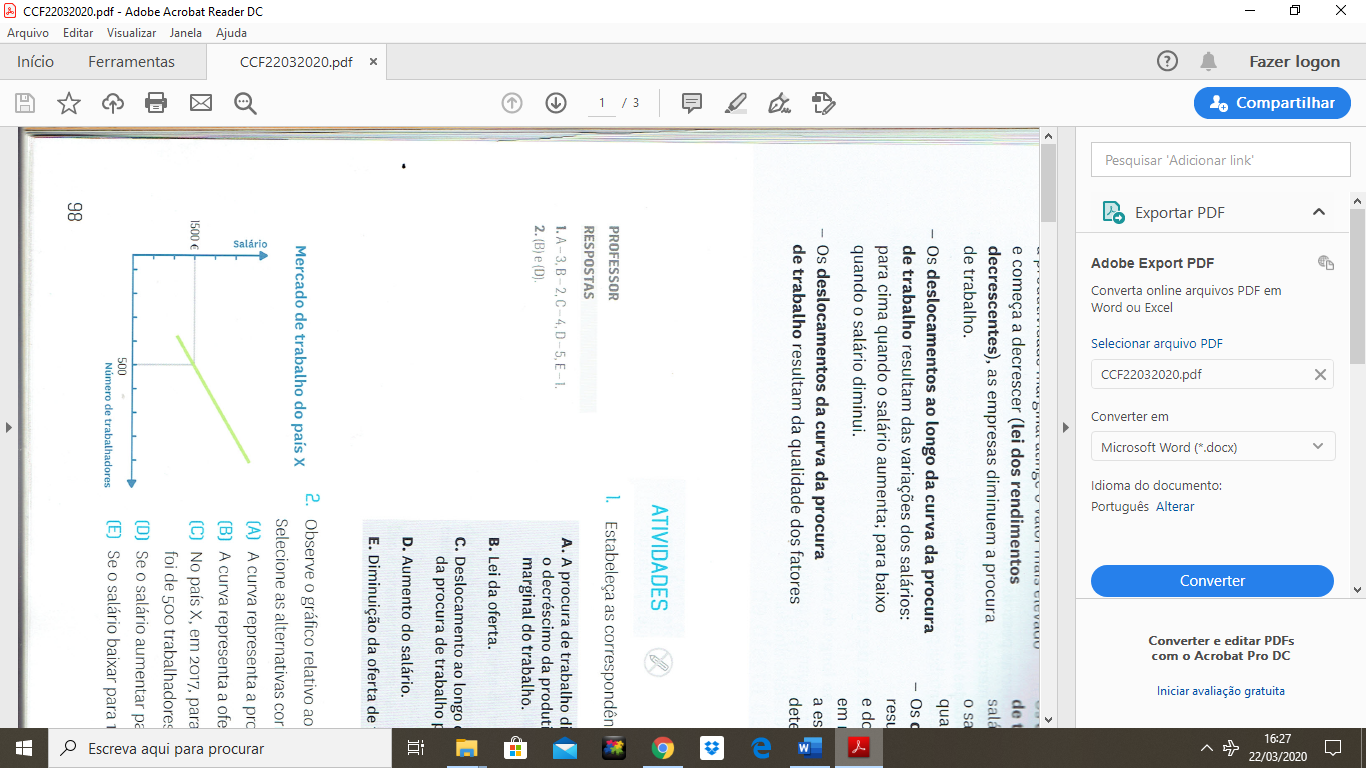 CCF22032020.pdf - Adobe Acrobat Reader DC
Arquivo Editar Visualizar Janela Ajuda
Início Ferramentas CCF22032020.pdf ×
Fazer logon
1 / 3
Compartilhar
e começa a decrescer (lei dos rendimentos
decrescentes), as empresas diminuem a procura
de trabalho.
– Os deslocamentos ao longo da curva da procura
de trabalho resultam das variações dos salários:
para cima quando o salário aumenta; para baixo
quando o salário diminui.
– Os deslocamentos da curva da procura
de trabalho resultam da qualidade dos fatores
PROFESSOR
RESPOSTAS
1. A – 3, B – 2, C – 4, D – 5, E – 1.
2. (B) e (D).
ATIVIDADES
1. Estabeleça as
A. A procura de trabalho
o decréscimo da
marginal do trabalho.
B. Lei da oferta.
C. Deslocamento ao longo
da procura de trabalho
D. Aumento do salário.
E. Diminuição da oferta de
Mercado de trabalho do país X
Salário
1500 €
500
Número de trabalhadores
2. Observe o gráfico relativo ao
Selecione as alternativas
(A) A curva representa a
(B) A curva representa a
(C) No país X, em 2017, para
foi de 500 trabalhadores
(D) Se o salário aumentar
(E) Se o salário baixar para
98
Pesquisar 'Adicionar link'
Exportar PDF
Adobe Export PDF
Converta online arquivos PDF em
Word ou Excel
Selecionar arquivo PDF
CCF22032020.pdf
Converter em
Microsoft Word (*.docx)
Idioma do documento:
Português Alterar
Converter
Converter e editar PDFs
com o Acrobat Pro DC
Iniciar avaliação gratuita
Escreva aqui para procurar
16:27
22/03/2020